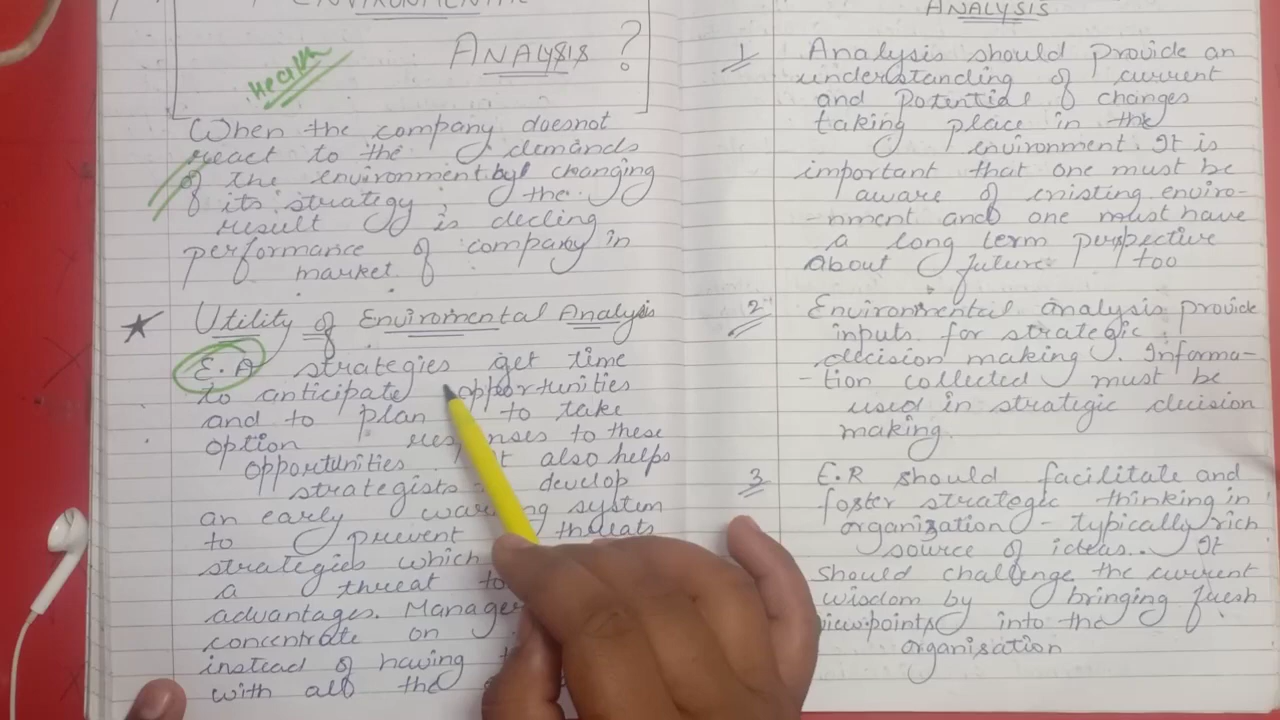 ENVIRONMENTAL
ANALYSIS ?
Health
When the company doesnot
react to the demands
of the environment by changing
of its strategy, the
result is decling
performance of company in
market.
Utility of Enviromental Analysis
E.A strategies get time
to anticipate opportunities
and to plan to take
option responses to these
opportunities. It also helps
strategists develop
an early warning system
to prevent threats
strategies which
a threat to
advantages. Manager
concentrate on
instead of having
with all the
ANALYSIS
1 Analysis should provide an
understanding of current
and Potential of changes
taking place in the
environment. It is
important that one must be
aware of existing enviro-
-nment and one must have
a long term perspective
about future too
2 Environmental analysis provide
inputs for strategic
decision making. Informa-
-tion collected must be
used in strategic decision
making.
3 E.R should facilitate and
foster strategic thinking in
organization - typically rich
source of ideas.. It
should challenge the current
wisdom by bringing fresh
viewpoints into the
organisation